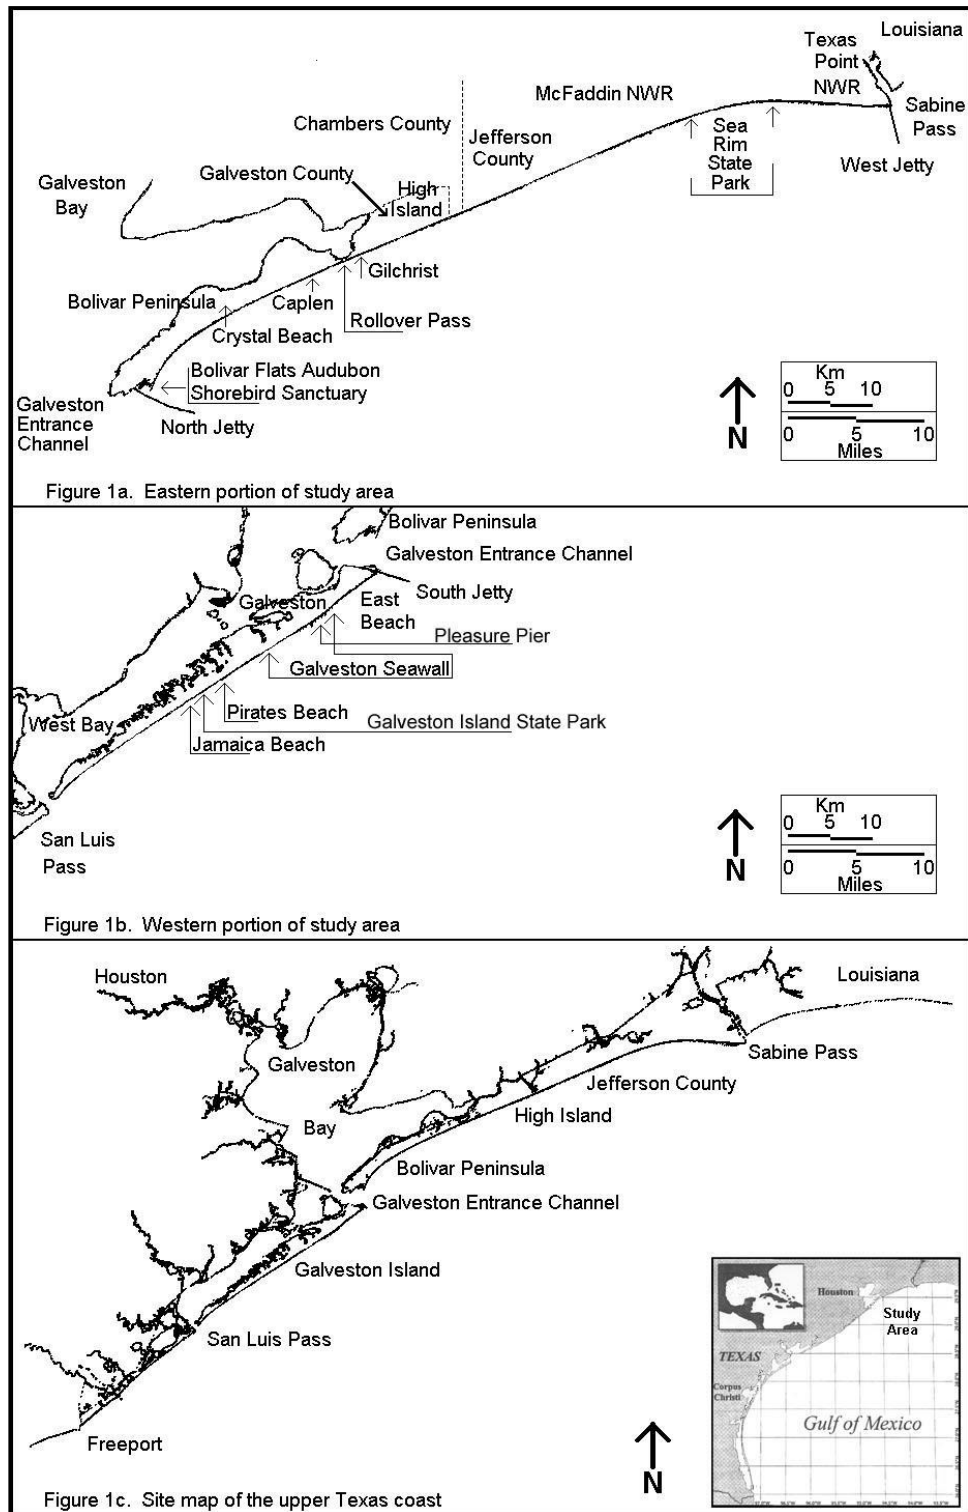 Louisiana
Texas
Point
NWR
McFaddin NWR
Sabine
Pass
Chambers County
Jefferson
County
Sea
Rim
State
Park
West Jetty
Galveston
Bay
Galveston County
High
Island
Gilchrist
Bolivar Peninsula
Caplen
Rollover Pass
Crystal Beach
Bolivar Flats Audubon
Shorebird Sanctuary
Galveston
Entrance
Channel
North Jetty
N
Km
0 5 10
0 5 10
Miles
Figure 1a. Eastern portion of study area
Bolivar Peninsula
Galveston Entrance Channel
South Jetty
Galveston
East
Beach
Pleasure Pier
Galveston Seawall
West Bay
Pirates Beach
Galveston Island State Park
Jamaica Beach
San Luis
Pass
N
Km
0 5 10
0 5 10
Miles
Figure 1b. Western portion of study area
Houston
Louisiana
Galveston
Sabine Pass
Jefferson County
High Island
Bay
Bolivar Peninsula
Galveston Entrance Channel
Galveston Island
San Luis Pass
Freeport
N
Houston
Study
Area
TEXAS
Corpus
Christi
Gulf of Mexico
Figure 1c. Site map of the upper Texas coast